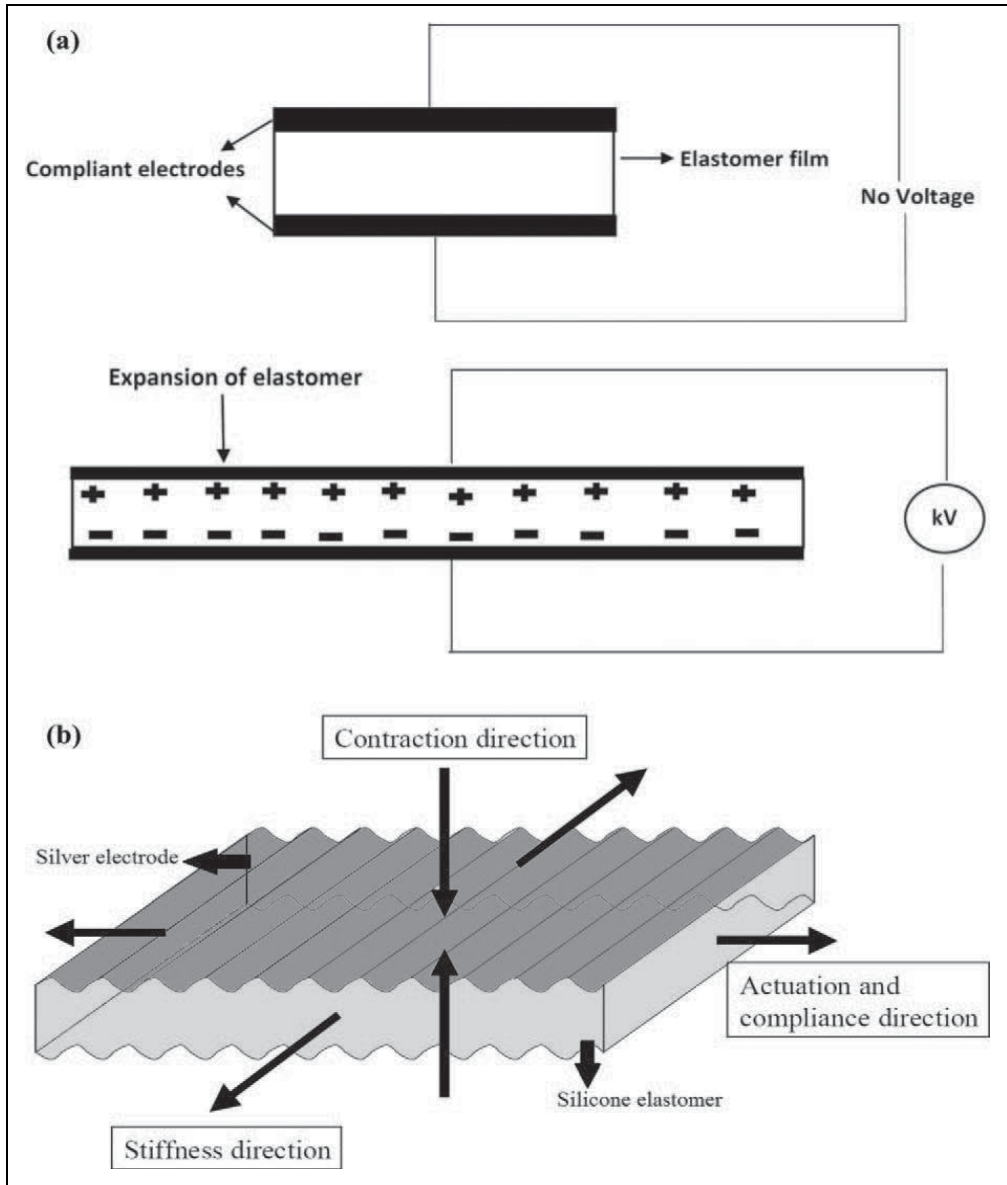 (a)
Compliant electrodes
Elastomer film
No Voltage
Expansion of elastomer
+ + + + + + + + + + +
- - - - - - - - - - -
kV
(b)
Contraction direction
Silver electrode
Actuation and
compliance direction
Silicone elastomer
Stiffness direction